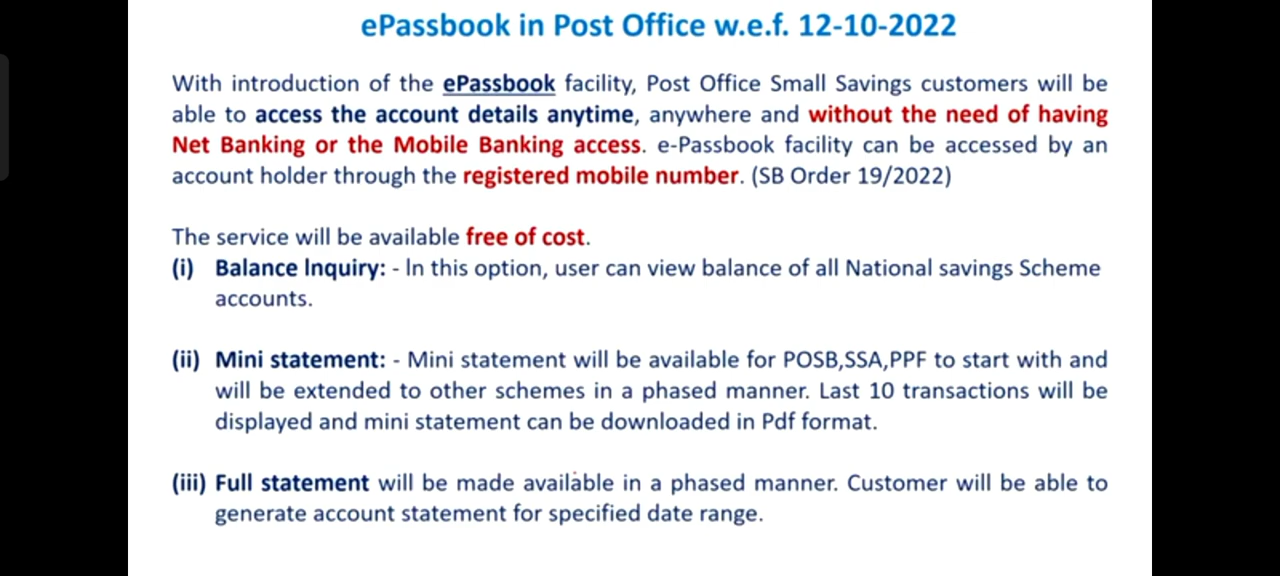 ePassbook in Post Office w.e.f. 12-10-2022
With introduction of the ePassbook facility, Post Office Small Savings customers will be
able to access the account details anytime, anywhere and without the need of having
Net Banking or the Mobile Banking access. e-Passbook facility can be accessed by an
account holder through the registered mobile number. (SB Order 19/2022)
The service will be available free of cost.
(i) Balance Inquiry: - In this option, user can view balance of all National savings Scheme
accounts.
(ii) Mini statement: - Mini statement will be available for POSB,SSA,PPF to start with and
will be extended to other schemes in a phased manner. Last 10 transactions will be
displayed and mini statement can be downloaded in Pdf format.
(iii) Full statement will be made available in a phased manner. Customer will be able to
generate account statement for specified date range.